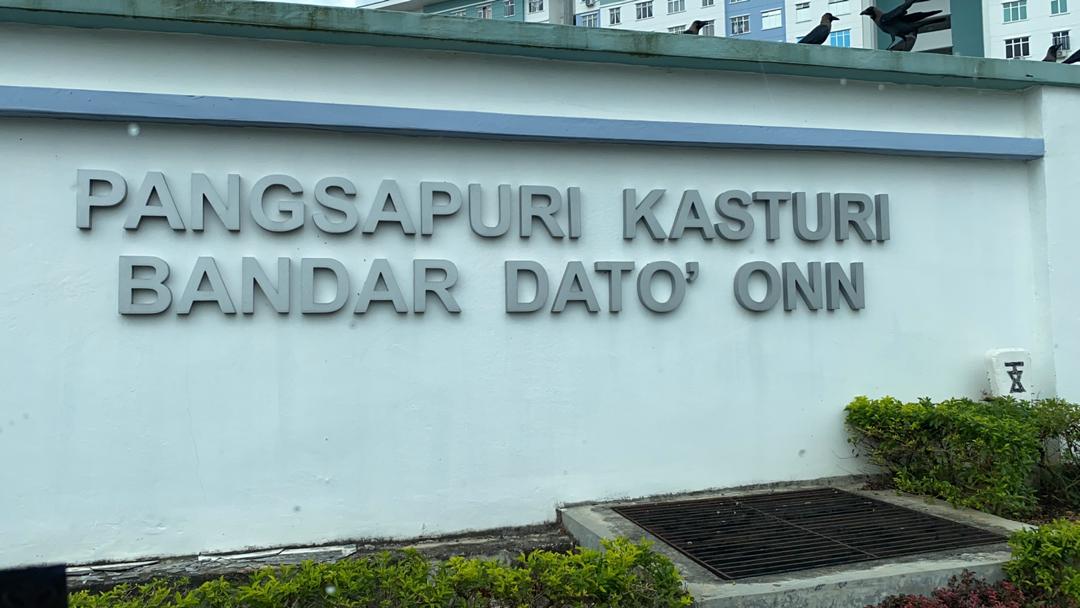 PANGSAPURI KASTURI
BANDAR DATO' ONN